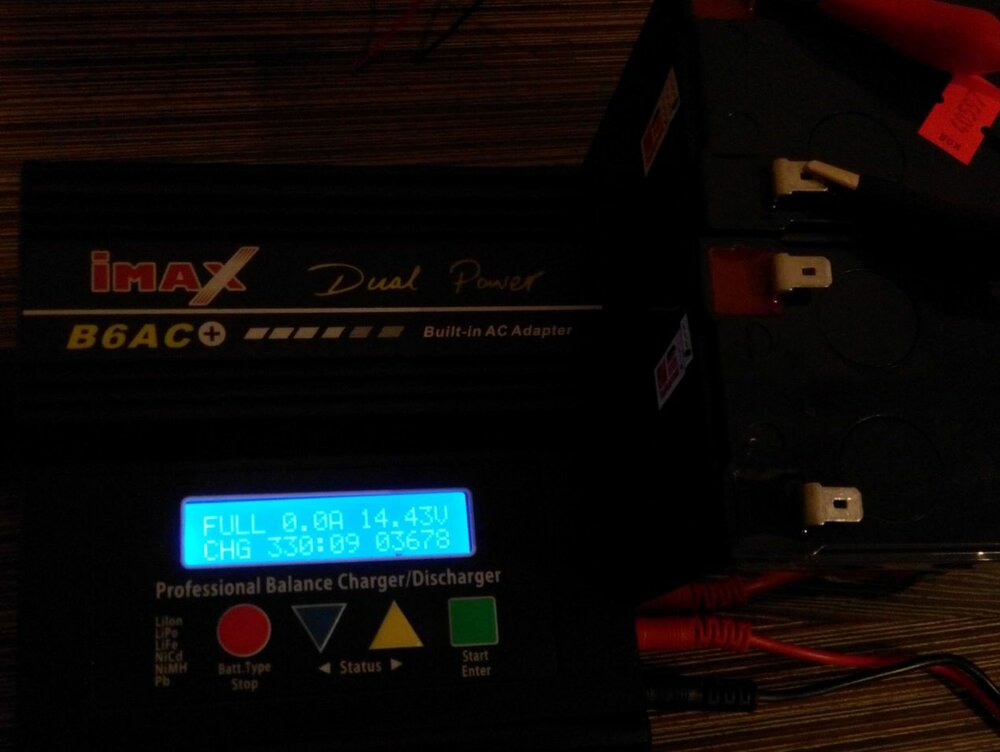 iMAX Dual Power
B6AC+ Built-in AC Adapter
FULL 0.0A 14.43V
CHG 330:09 03678
Professional Balance Charger/Discharger
LiIon
LiPo
LiFe
NiCd
NiMH
Pb
Batt.Type
Stop
◄ Status ►
Start
Enter